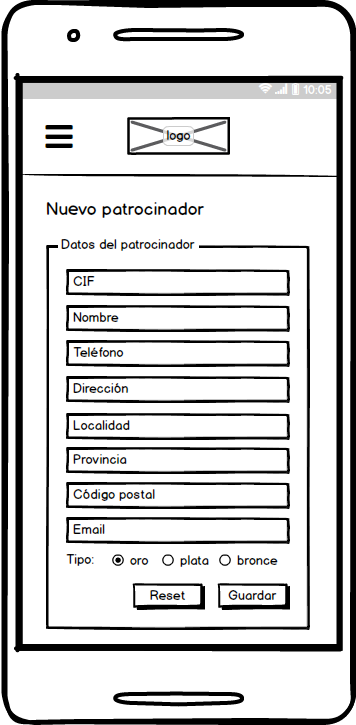 10:05
logo
Nuevo patrocinador
Datos del patrocinador
CIF
Nombre
Teléfono
Dirección
Localidad
Provincia
Código postal
Email
Tipo: oro plata bronce
Reset Guardar